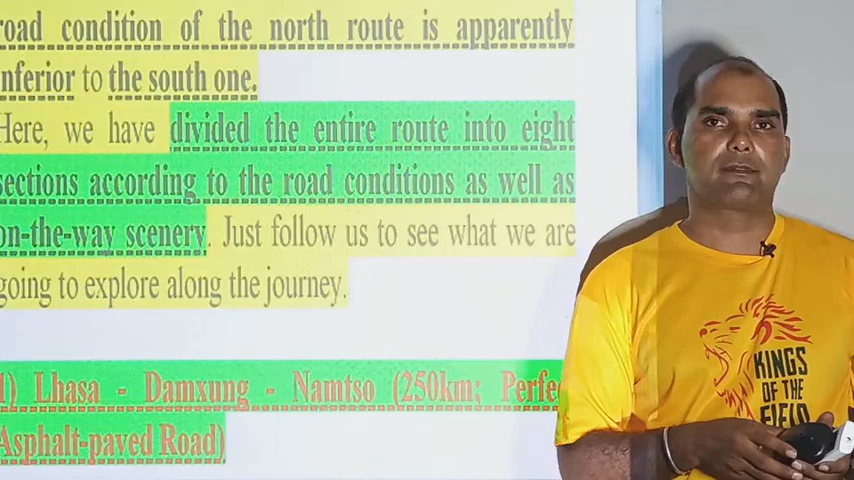 road condition of the north route is apparently
inferior to the south one.
Here, we have divided the entire route into eight
sections according to the road conditions as well as
on-the-way scenery. Just follow us to see what we are
going to explore along the journey.
1) Lhasa - Damxung - Namtso (250km; Perfe
Asphalt-paved Road)
KINGS
OF THE
FIELD